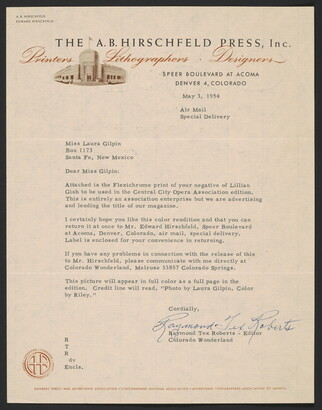 A. B. HIRSCHFELD
EDWARD HIRSCHFELD
THE A.B. HIRSCHFELD PRESS, Inc.
Printers · Lithographers · Designers
SPEER BOULEVARD AT ACOMA
DENVER 4, COLORADO
May 3, 1954
Air Mail
Special Delivery
Miss Laura Gilpin
Box 1173
Santa Fe, New Mexico
Dear Miss Gilpin:
Attached is the Flexichrome print of your negative of Lillian
Gish to be used in the Central City Opera Association edition.
This is entirely an association enterprise but we are advertising
and lending the title of our magazine.
I certainly hope you like this color rendition and that you can
return it at once to Mr. Edward Hirschfeld, Speer Boulevard
at Acoma, Denver, Colorado, air mail, special delivery.
Label is enclosed for your convenience in returning.
If you have any problems in connection with the release of this
to Mr. Hirschfeld, please communicate with me directly at
Colorado Wonderland, Melrose 33857 Colorado Springs.
This picture will appear in full color as a full page in the
edition. Credit line will read, "Photo by Laura Gilpin, Color
by Riley."
Cordially,
Raymond Tex Roberts
Raymond Tex Roberts - Editor
Colorado Wonderland
R
T
R
dv
Encls.